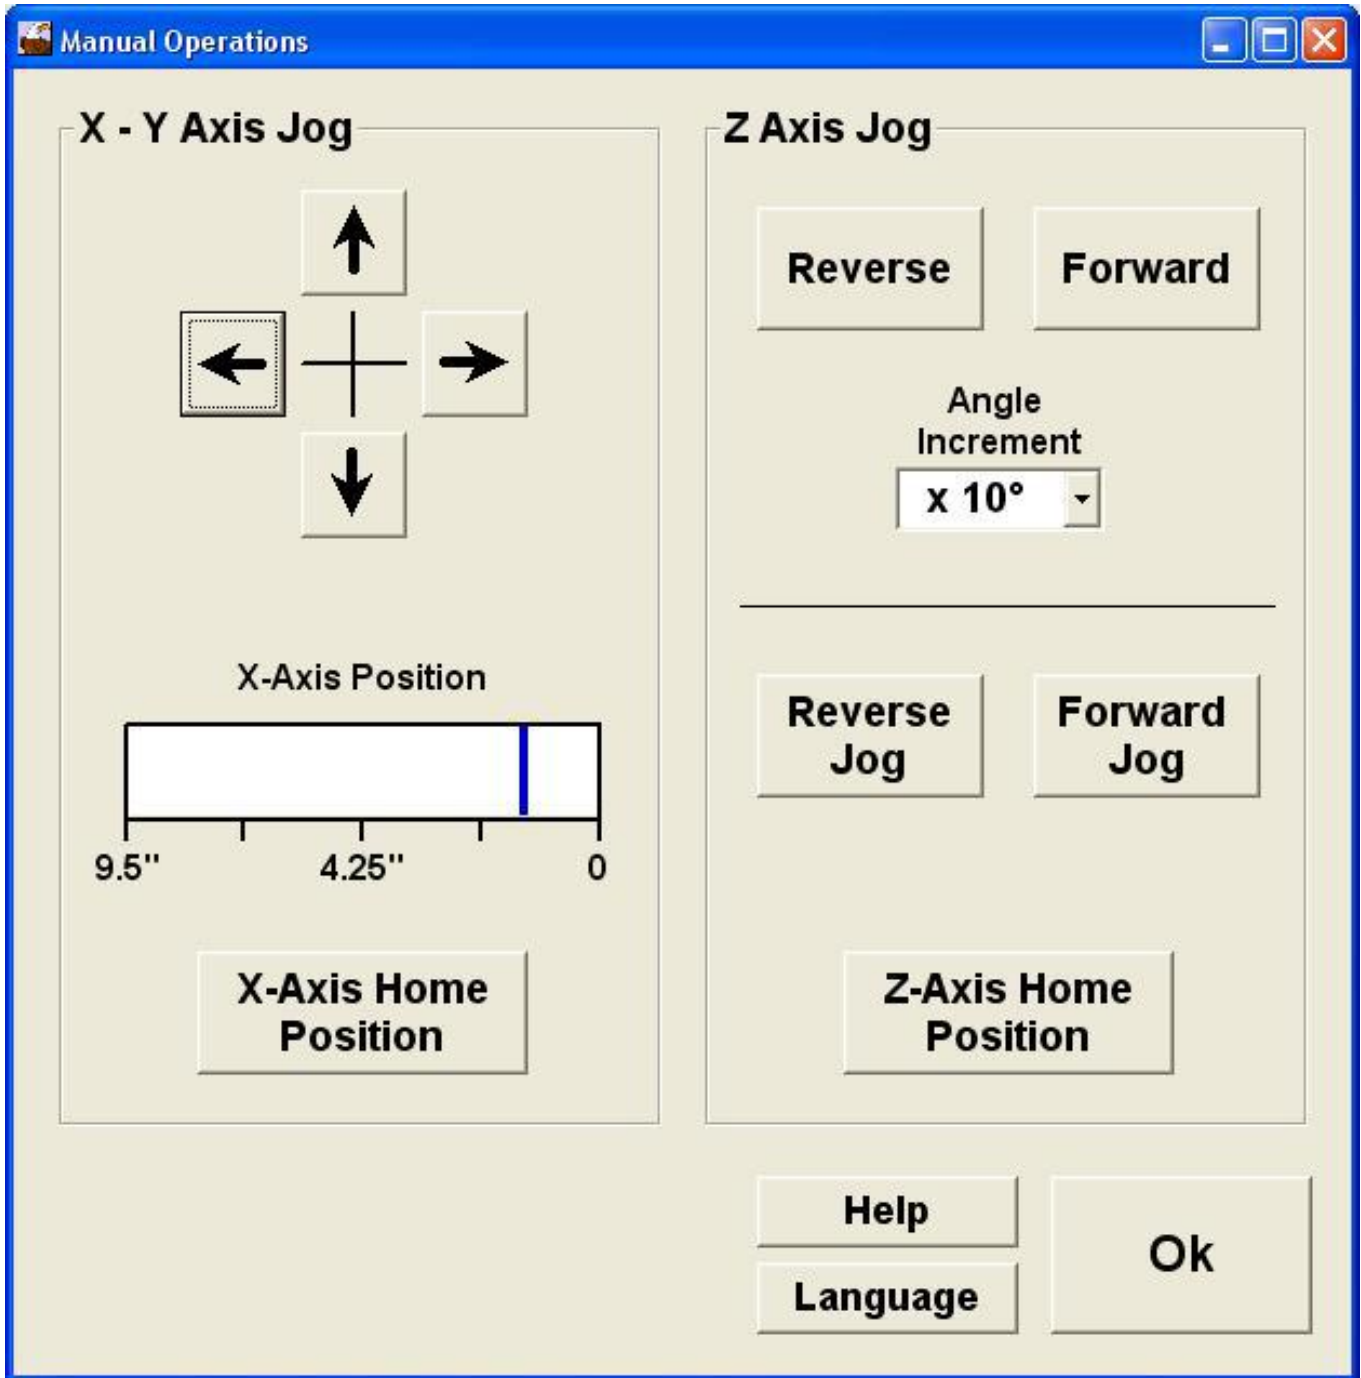 Manual Operations
X - Y Axis Jog
X-Axis Position
9.5" 4.25" 0
X-Axis Home
Position
Z Axis Jog
Reverse Forward
Angle
Increment
x 10°
Reverse
Jog
Forward
Jog
Z-Axis Home
Position
Help
Language
Ok